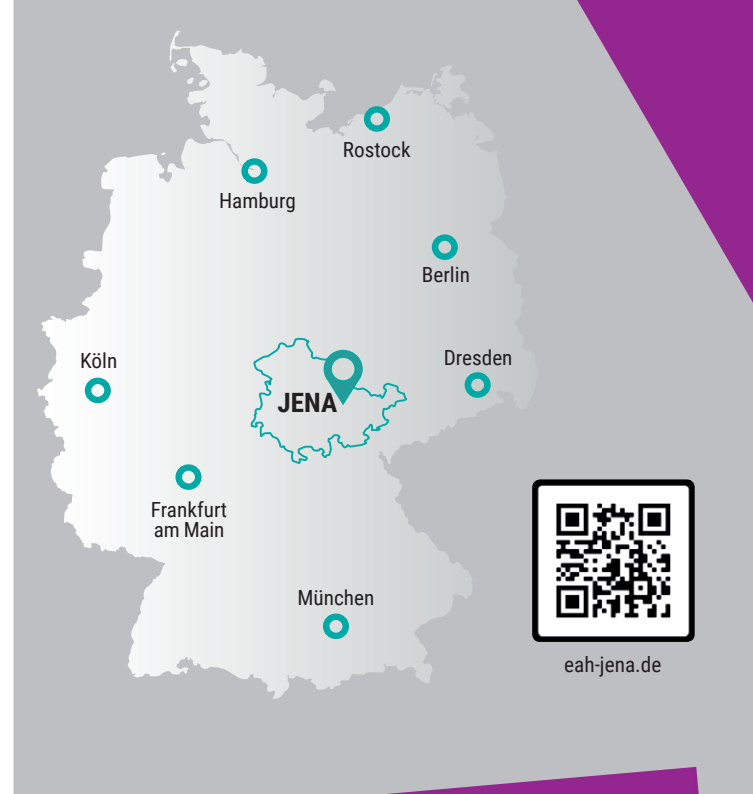 Rostock
Hamburg
Berlin
Köln
Dresden
JENA
Frankfurt
am Main
München
eah-jena.de